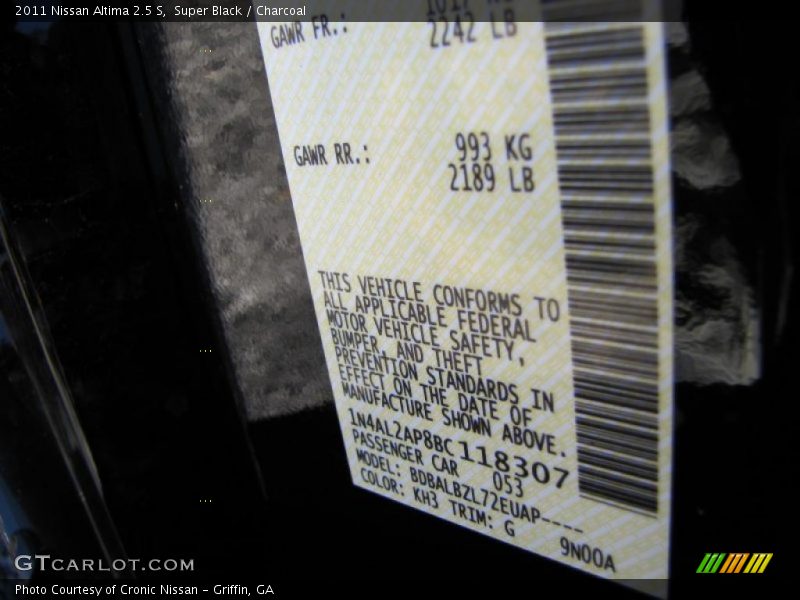 2011 Nissan Altima 2.5 S, Super Black / Charcoal
GAWR FR.:
2242 LB
GAWR RR.: 993 KG
2189 LB
THIS VEHICLE CONFORMS TO
ALL APPLICABLE FEDERAL
MOTOR VEHICLE SAFETY,
BUMPER, AND THEFT
PREVENTION STANDARDS IN
EFFECT ON THE DATE OF
MANUFACTURE SHOWN ABOVE.
1N4AL2AP8BC118307
PASSENGER CAR 053
MODEL: BDBALBZL72EUAP----
COLOR: KH3 TRIM: G 9N00A
GTcarlot.com
Photo Courtesy of Cronic Nissan - Griffin, GA